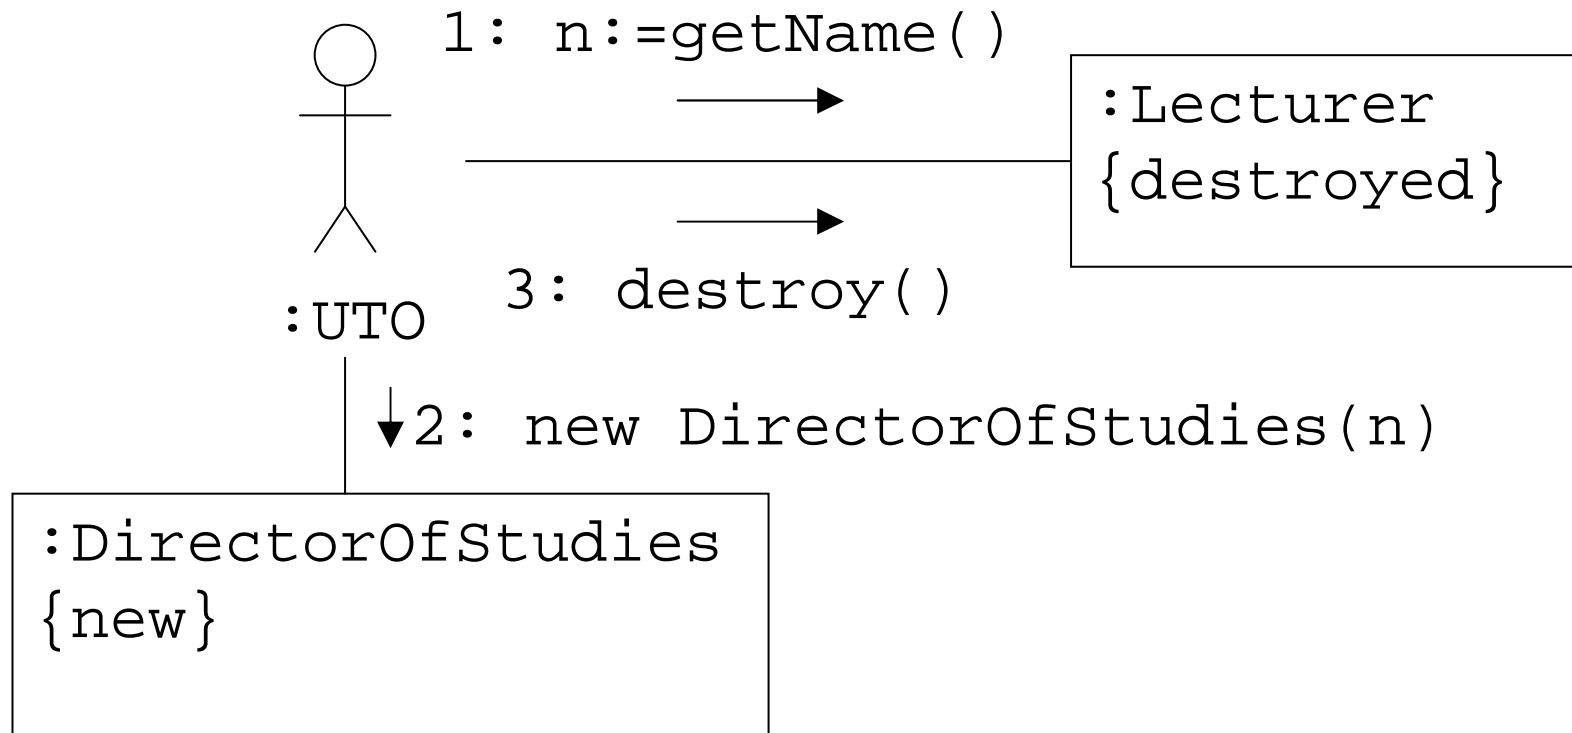 1: n:=getName()
:Lecturer
{destroyed}
3: destroy()
:UTO
2: new DirectorOfStudies(n)
:DirectorOfStudies
{new}